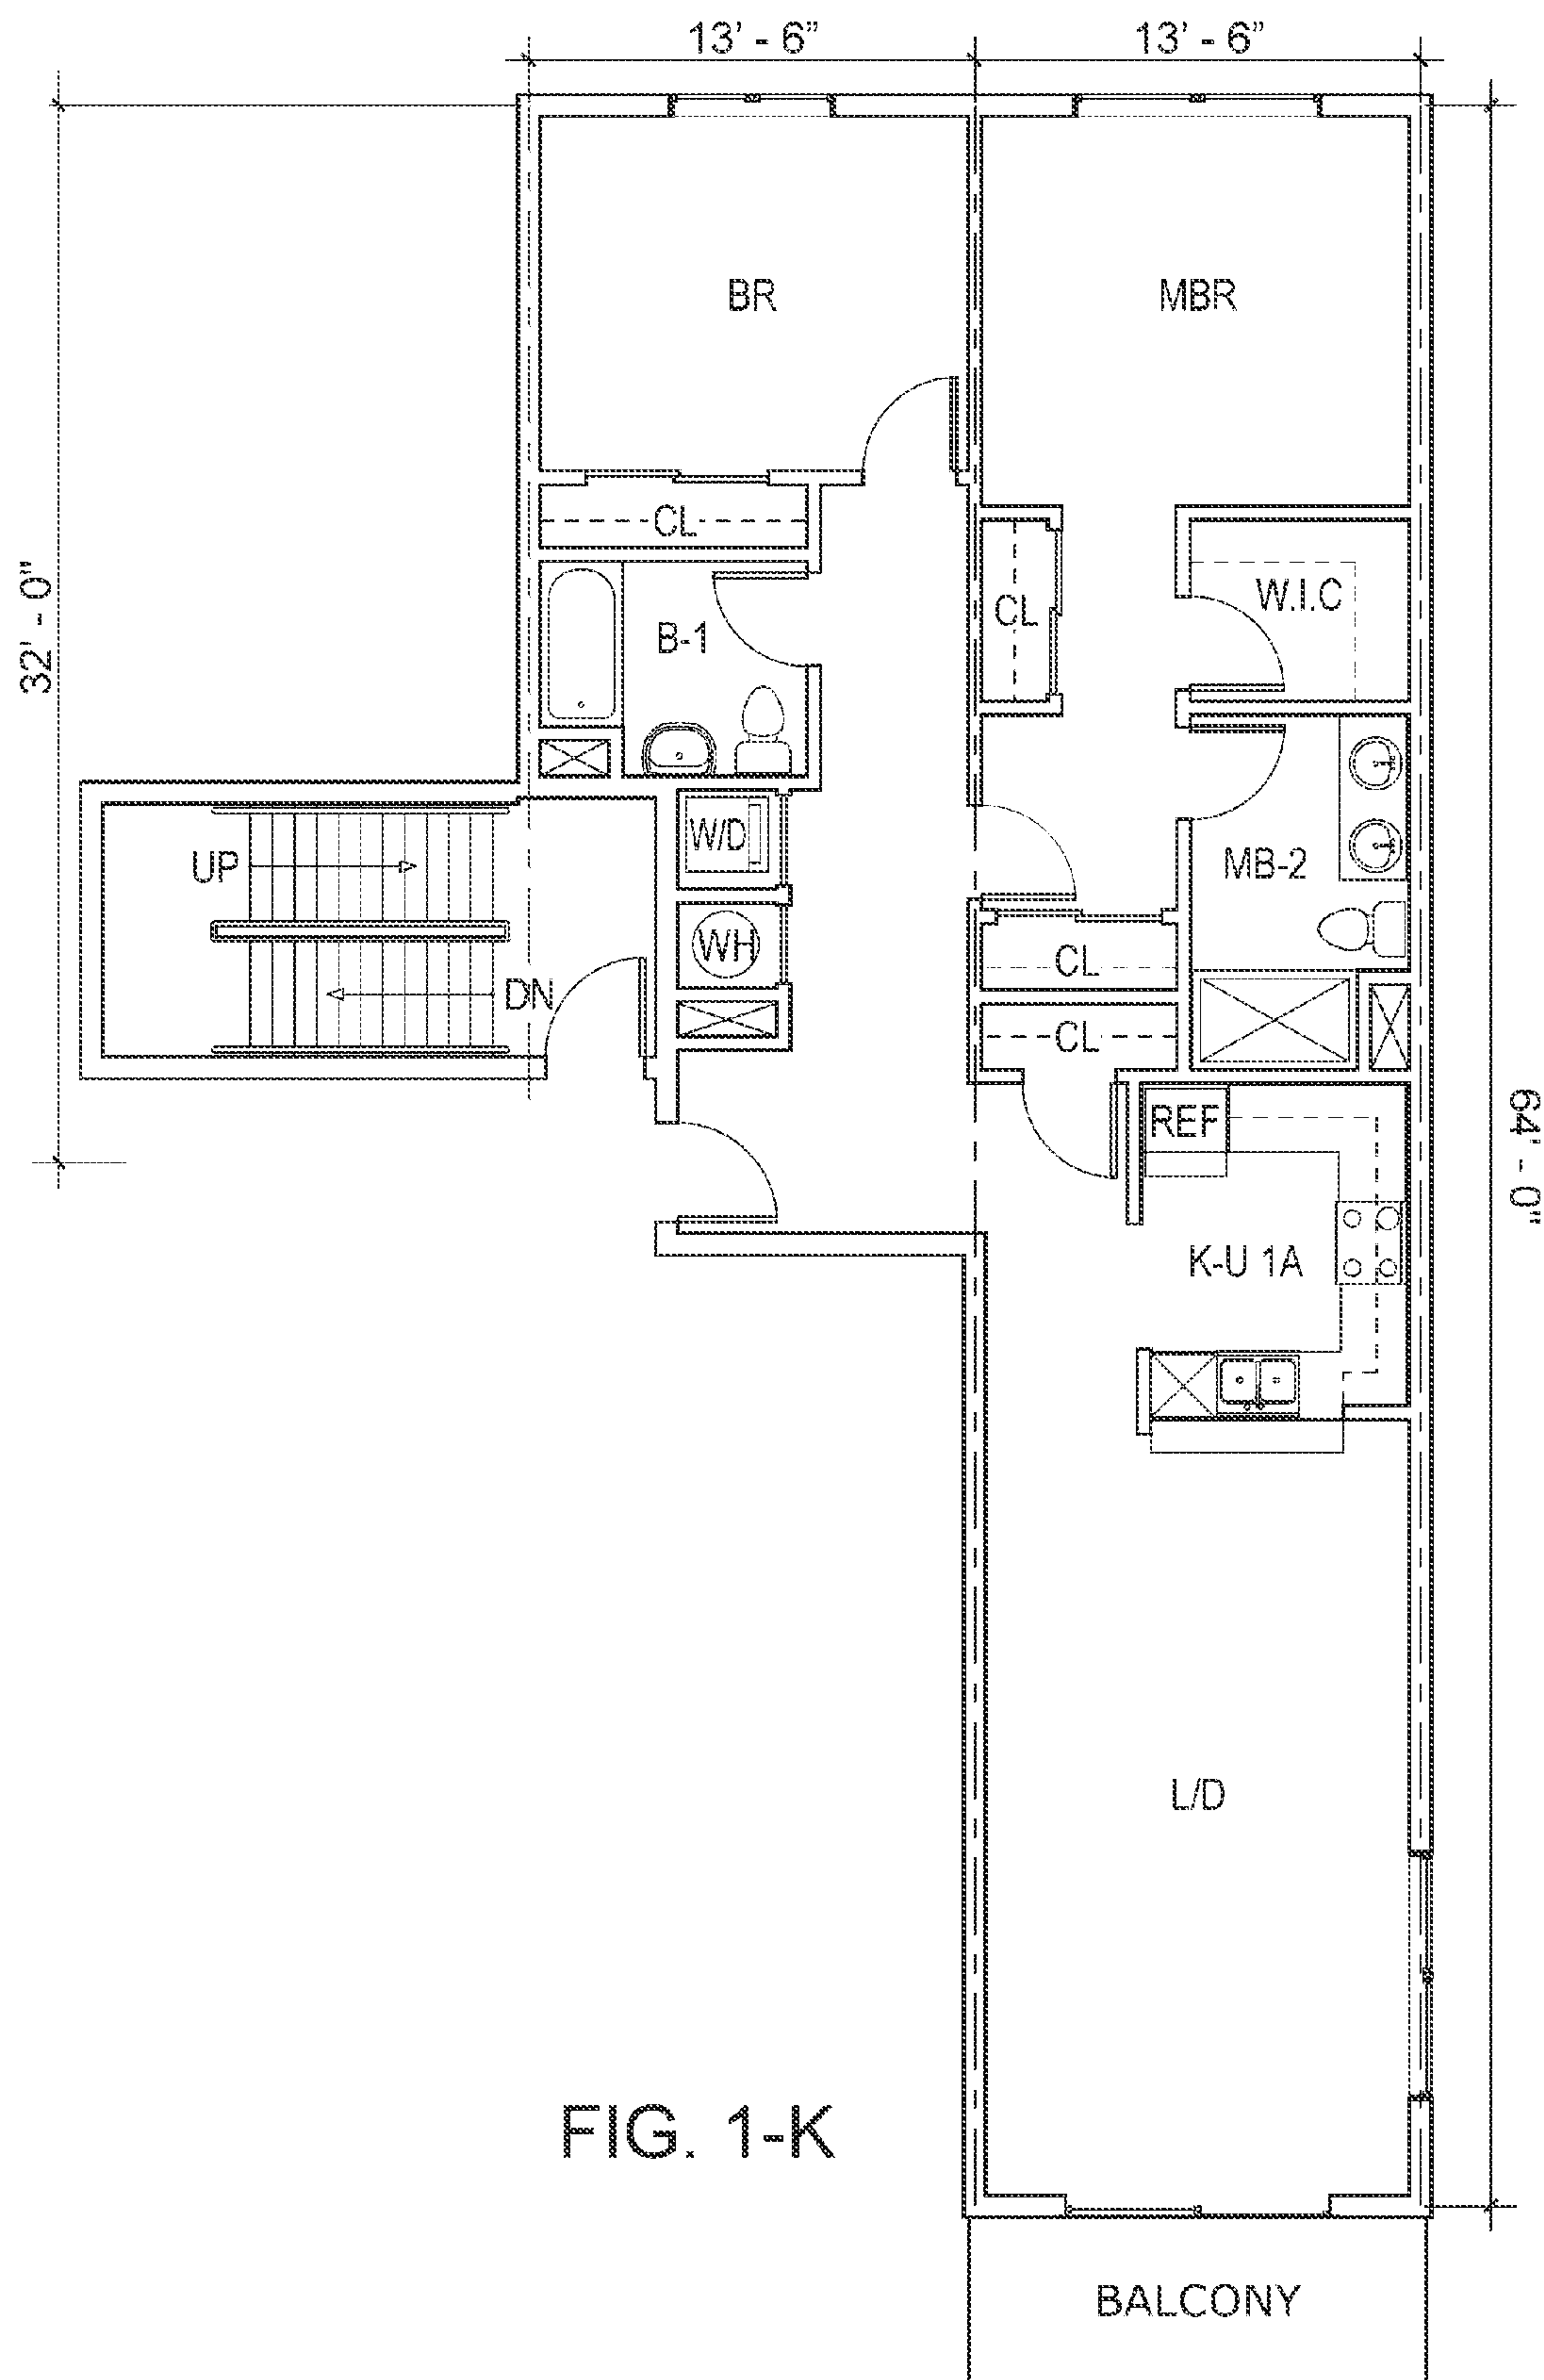 13' - 6" 13' - 6"
32' - 0"
64' - 0"
BR
MBR
CL
CL
W.I.C
B-1
W/D
MB-2
UP
WH
CL
DN
CL
REF
K-U 1A
L/D
FIG. 1-K
BALCONY